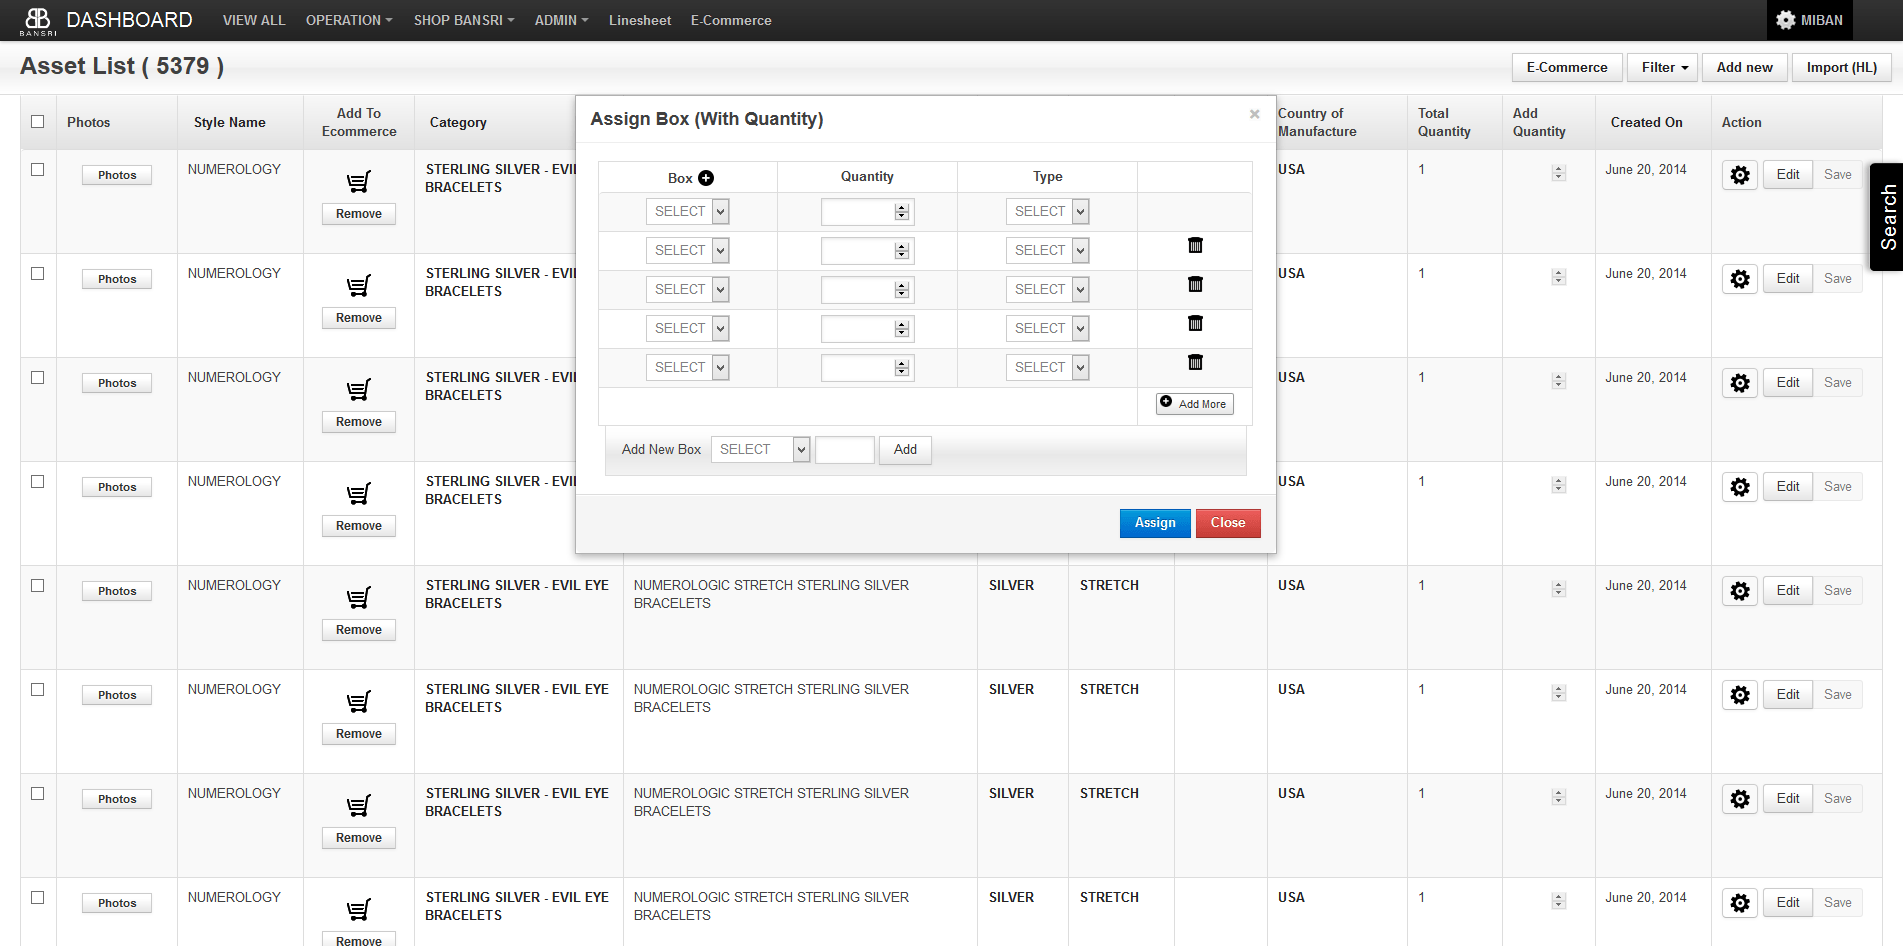 BANSRI
DASHBOARD
VIEW ALL OPERATION SHOP BANSRI ADMIN Linesheet E-Commerce
MIBAN
Asset List ( 5379 )
E-Commerce Filter Add new Import (HL)
Photos
Style Name
Add To
Ecommerce
Category
Country of
Manufacture
Total
Quantity
Add
Quantity
Created On
Action
Search
Assign Box (With Quantity)
×
Box Quantity Type
SELECT SELECT
SELECT SELECT
SELECT SELECT
SELECT SELECT
SELECT SELECT
Add More
Add New Box SELECT Add
Assign Close
Photos NUMEROLOGY Remove
STERLING SILVER - EVIL
BRACELETS
USA 1 June 20, 2014 Edit Save
Photos NUMEROLOGY Remove
STERLING SILVER - EVIL
BRACELETS
USA 1 June 20, 2014 Edit Save
Photos NUMEROLOGY Remove
STERLING SILVER - EVIL
BRACELETS
USA 1 June 20, 2014 Edit Save
Photos NUMEROLOGY Remove
STERLING SILVER - EVIL
BRACELETS
USA 1 June 20, 2014 Edit Save
Photos NUMEROLOGY Remove
STERLING SILVER - EVIL EYE
BRACELETS
NUMEROLOGIC STRETCH STERLING SILVER
BRACELETS
SILVER STRETCH USA 1 June 20, 2014 Edit Save
Photos NUMEROLOGY Remove
STERLING SILVER - EVIL EYE
BRACELETS
NUMEROLOGIC STRETCH STERLING SILVER
BRACELETS
SILVER STRETCH USA 1 June 20, 2014 Edit Save
Photos NUMEROLOGY Remove
STERLING SILVER - EVIL EYE
BRACELETS
NUMEROLOGIC STRETCH STERLING SILVER
BRACELETS
SILVER STRETCH USA 1 June 20, 2014 Edit Save
Photos NUMEROLOGY Remove
STERLING SILVER - EVIL EYE
BRACELETS
NUMEROLOGIC STRETCH STERLING SILVER
BRACELETS
SILVER STRETCH USA 1 June 20, 2014 Edit Save